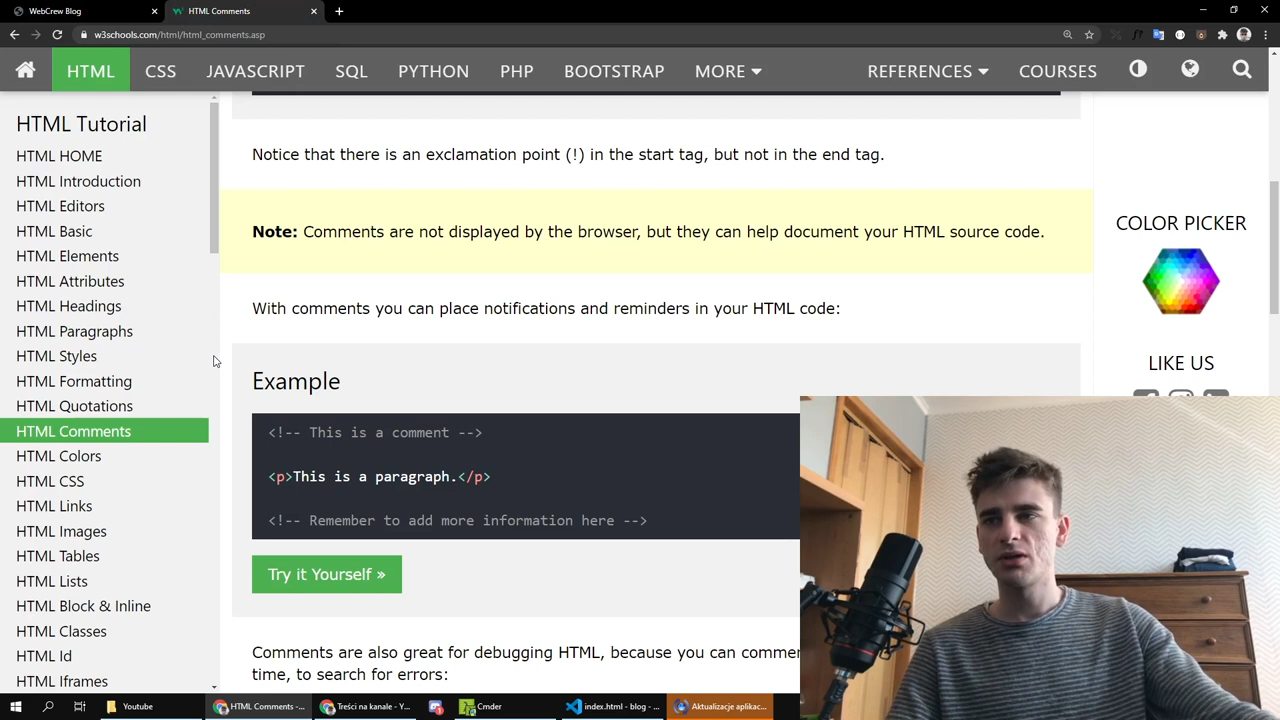 WebCrew Blog
HTML Comments
w3schools.com/html/html_comments.asp
HTML CSS JAVASCRIPT SQL PYTHON PHP BOOTSTRAP MORE REFERENCES COURSES
HTML Tutorial
HTML HOME
HTML Introduction
HTML Editors
HTML Basic
HTML Elements
HTML Attributes
HTML Headings
HTML Paragraphs
HTML Styles
HTML Formatting
HTML Quotations
HTML Comments
HTML Colors
HTML CSS
HTML Links
HTML Images
HTML Tables
HTML Lists
HTML Block & Inline
HTML Classes
HTML Id
HTML Iframes
Notice that there is an exclamation point (!) in the start tag, but not in the end tag.
Note: Comments are not displayed by the browser, but they can help document your HTML source code.
With comments you can place notifications and reminders in your HTML code:
Example
<!-- This is a comment -->
<p>This is a paragraph.</p>
<!-- Remember to add more information here -->
Try it Yourself »
Comments are also great for debugging HTML, because you can commen
time, to search for errors:
COLOR PICKER
LIKE US
Youtube
HTML Comments -...
Treści na kanale - Y...
Cmder
index.html - blog - ...
Aktualizacje aplikac...